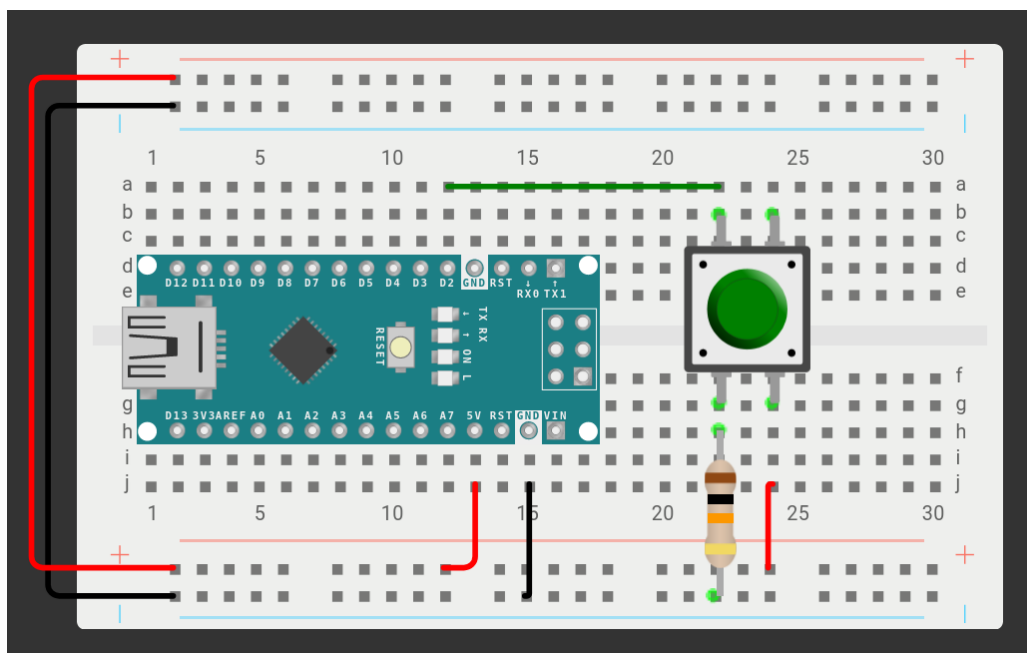 + +
| |
1 5 10 15 20 25 30
a a
b b
c c
d d
D12 D11 D10 D9 D8 D7 D6 D5 D4 D3 D2 GND RST ↓ ↑
RX0 TX1
e e
TX RX
↓ ↑
RESET
ON L
f f
g g
D13 3V3 AREF A0 A1 A2 A3 A4 A5 A6 A7 5V RST GND VIN
h h
i i
j j
1 5 10 15 20 25 30
+ +
| |